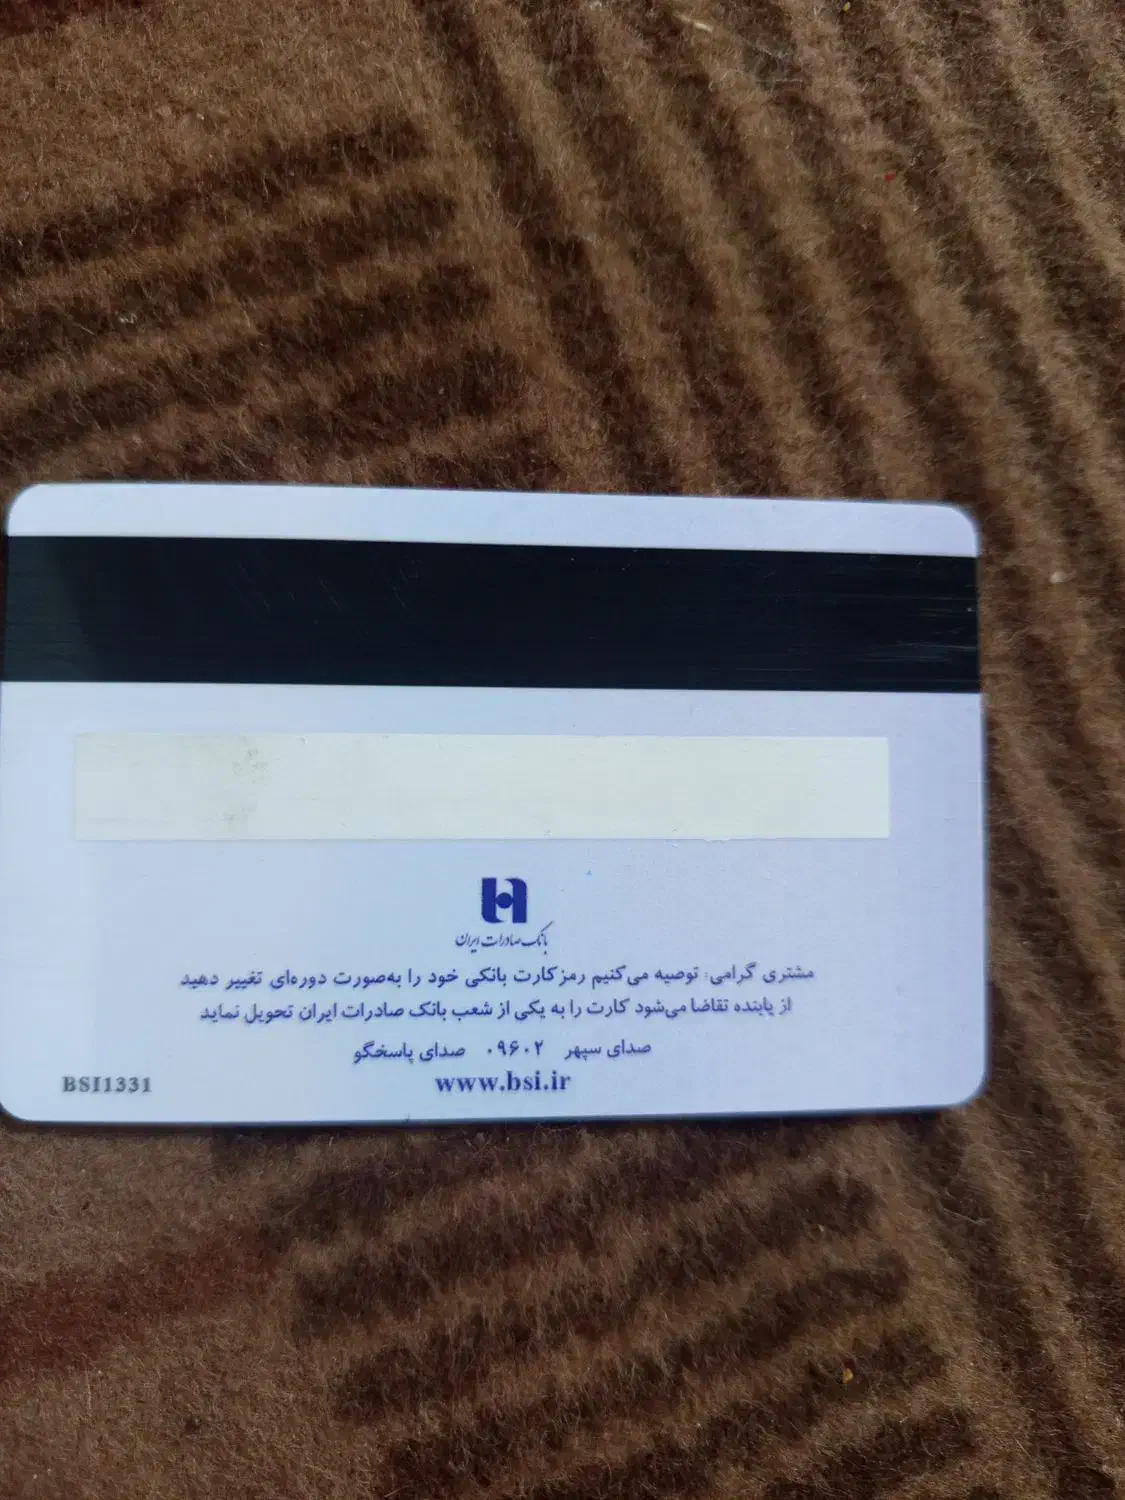 بانک صادرات ایران
مشتری گرامی: توصیه می‌کنیم رمز کارت بانکی خود را به‌صورت دوره‌ای تغییر دهید
از یابنده تقاضا می‌شود کارت را به یکی از شعب بانک صادرات ایران تحویل نماید
صدای سپهر ۰۹۶۰۲ صدای پاسخگو
www.bsi.ir
BSI1331